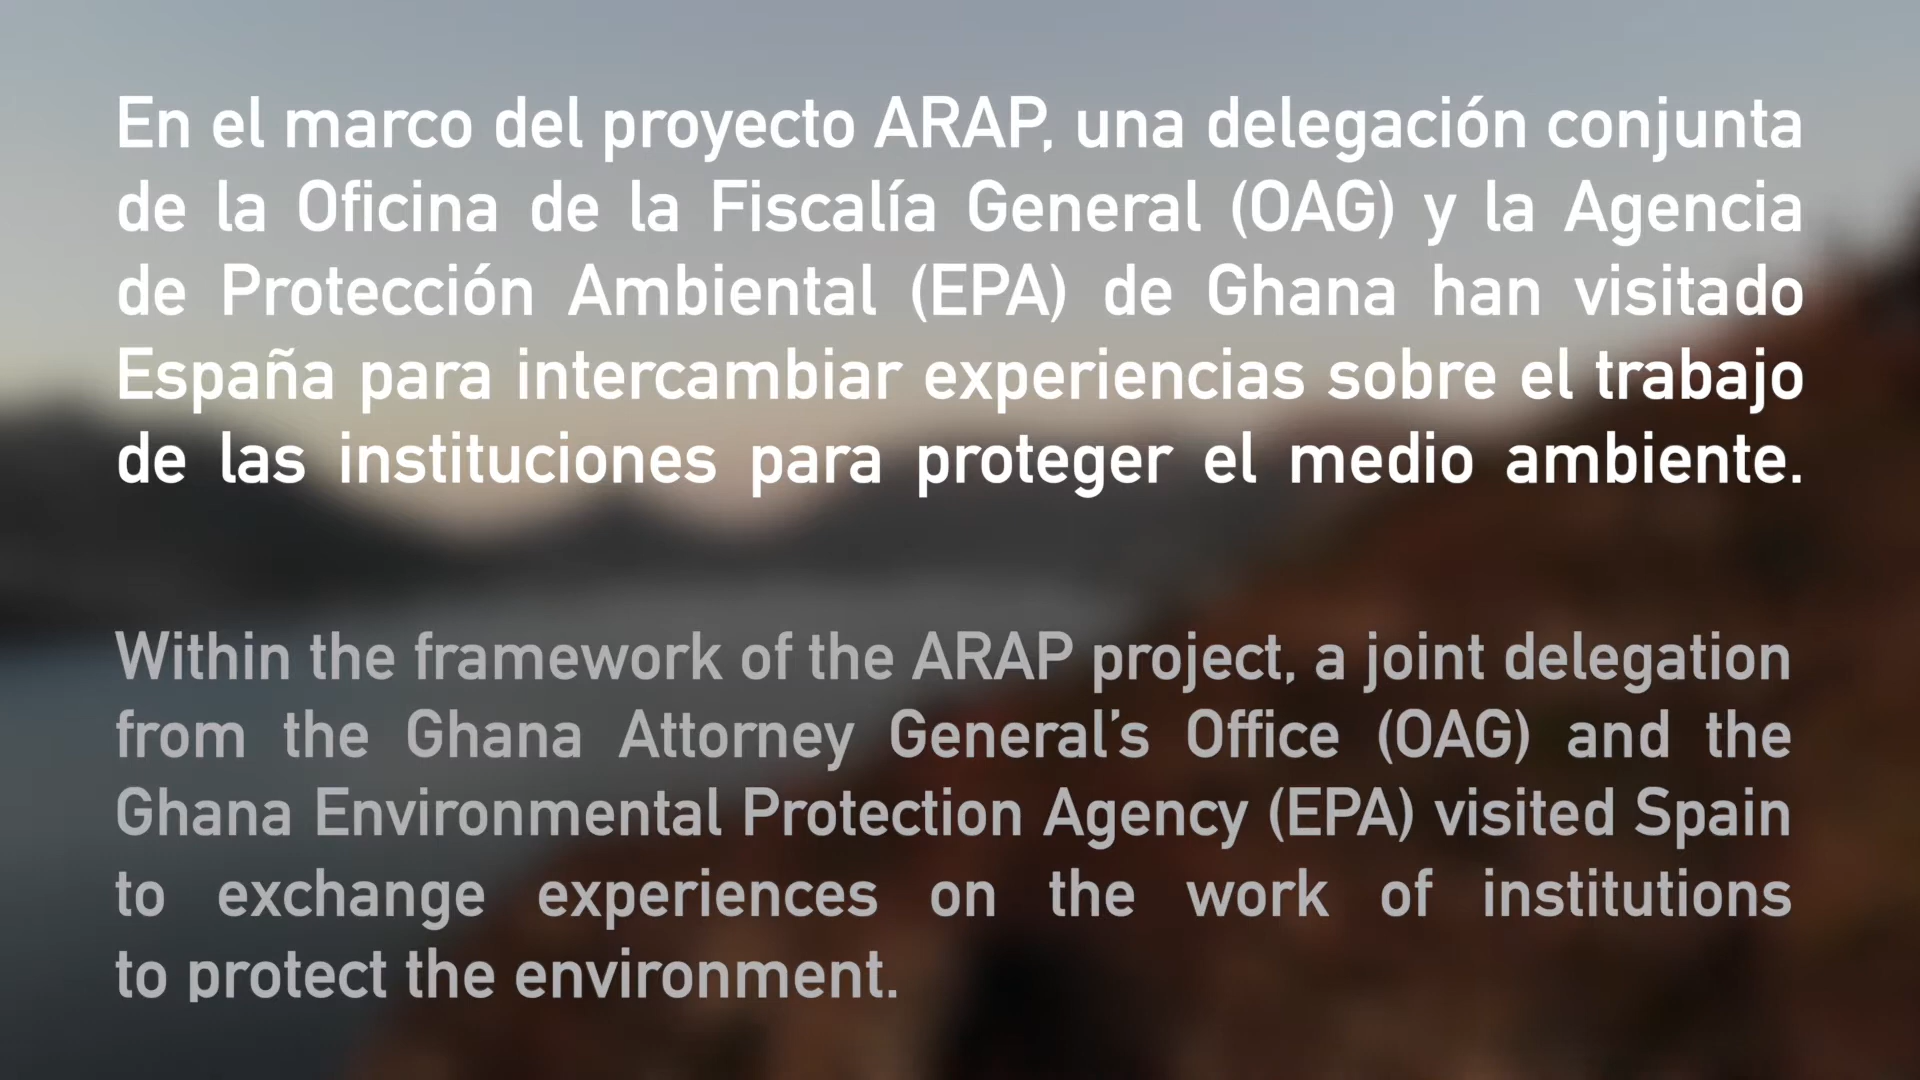 En el marco del proyecto ARAP, una delegación conjunta
de la Oficina de la Fiscalía General (OAG) y la Agencia
de Protección Ambiental (EPA) de Ghana han visitado
España para intercambiar experiencias sobre el trabajo
de las instituciones para proteger el medio ambiente.
Within the framework of the ARAP project, a joint delegation
from the Ghana Attorney General’s Office (OAG) and the
Ghana Environmental Protection Agency (EPA) visited Spain
to exchange experiences on the work of institutions
to protect the environment.